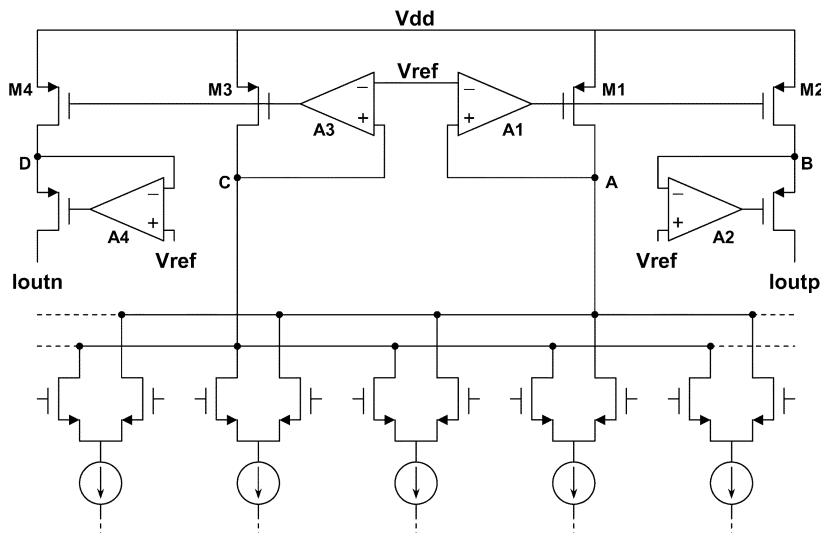 Vdd
M4
M3
Vref
M1
M2
−
+
A3
−
+
A1
D
C
A
B
−
+
A4
Vref
−
+
A2
Vref
Ioutn
Ioutp